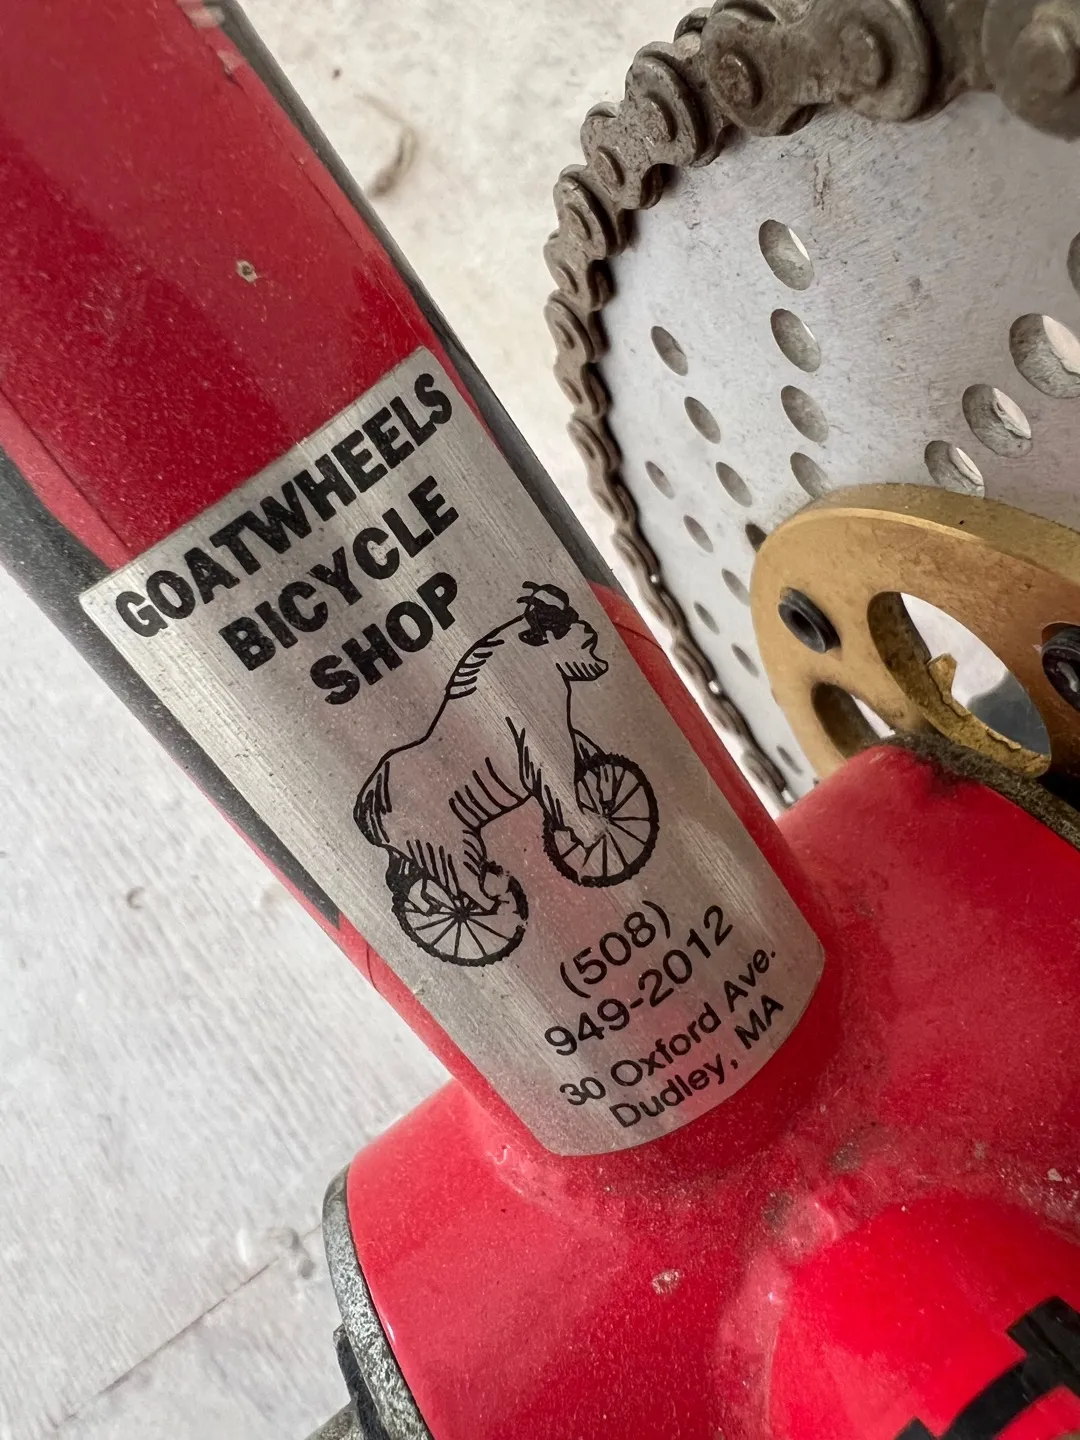 GOATWHEELS
BICYCLE
SHOP
(508)
949-2012
30 Oxford Ave.
Dudley, MA